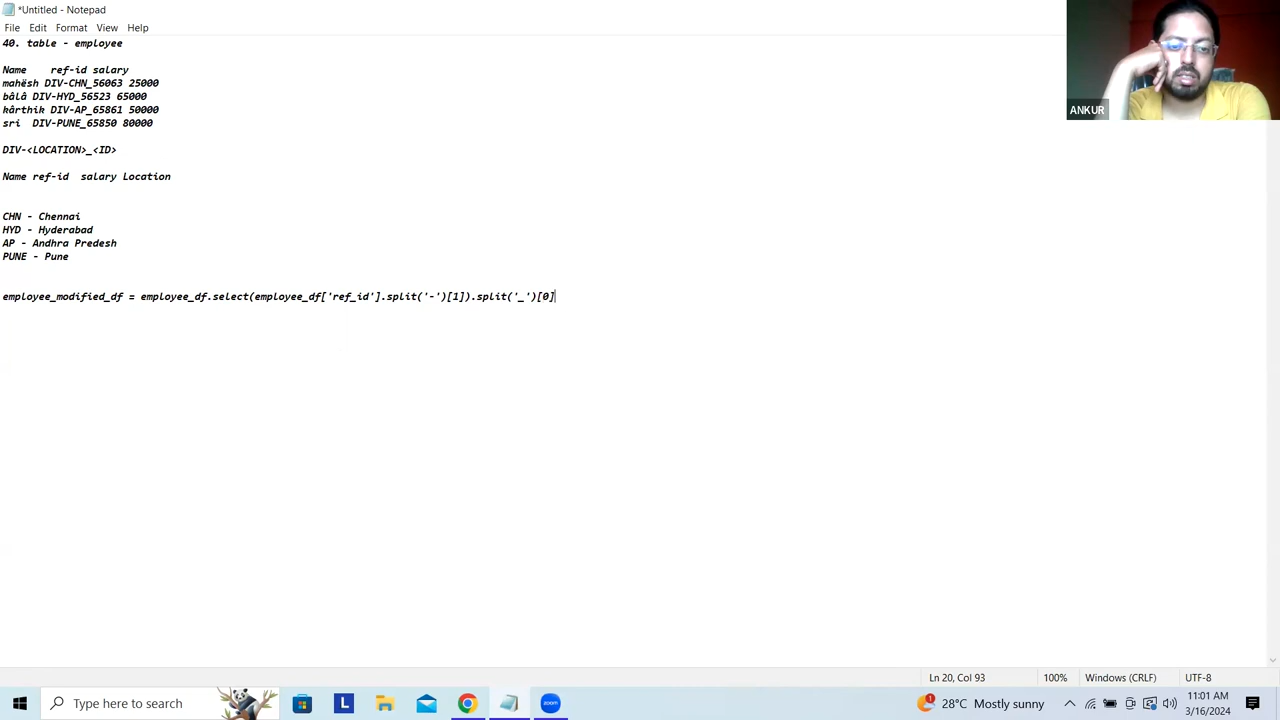 *Untitled - Notepad
File Edit Format View Help
40. table - employee
Name ref-id salary
mahësh DIV-CHN_56063 25000
bâlâ DIV-HYD_56523 65000
kârthik DIV-AP_65861 50000
sri DIV-PUNE_65850 80000
DIV-<LOCATION>_<ID>
Name ref-id salary Location
CHN - Chennai
HYD - Hyderabad
AP - Andhra Predesh
PUNE - Pune
employee_modified_df = employee_df.select(employee_df['ref_id'].split('-')[1]).split('_')[0]
ANKUR
Ln 20, Col 93
100%
Windows (CRLF)
UTF-8
Type here to search
L
zoom
1
28°C Mostly sunny
11:01 AM
3/16/2024